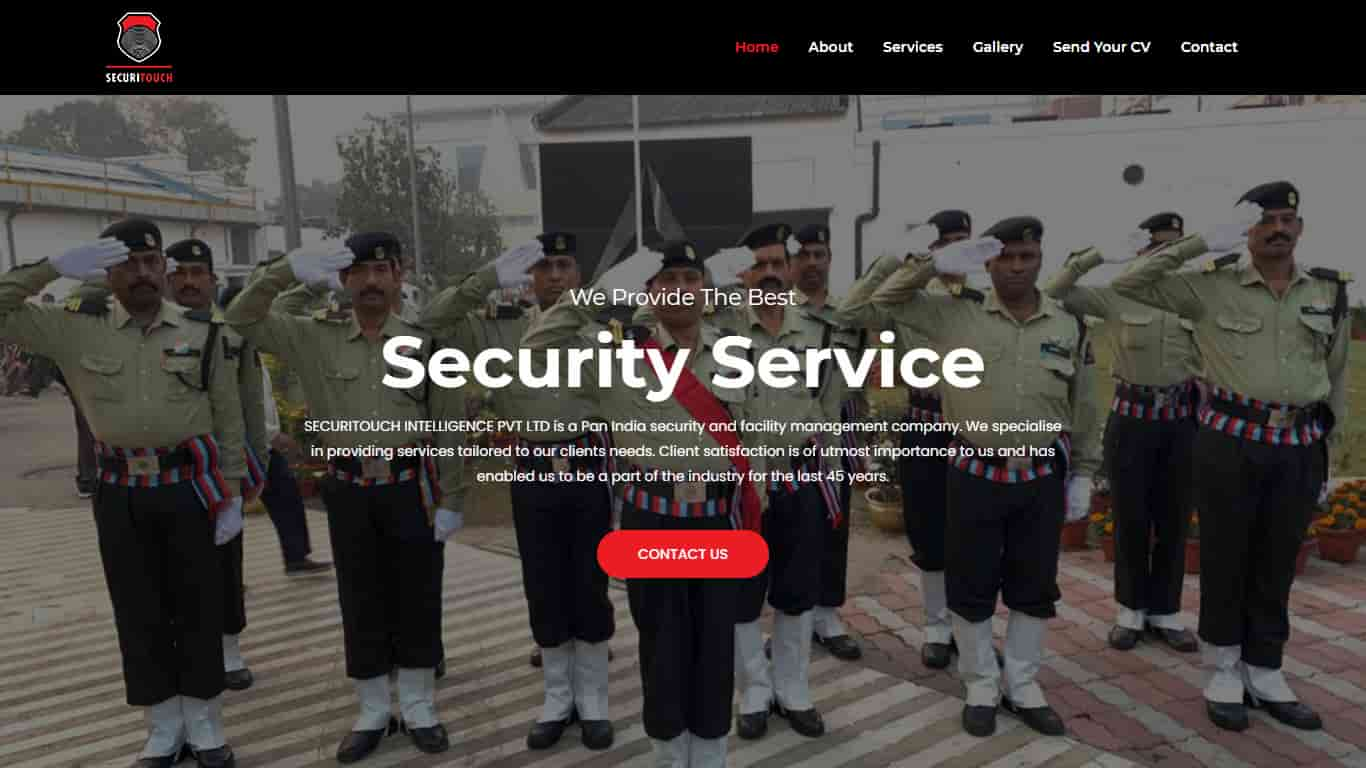 SECURITOUCH
Home
About
Services
Gallery
Send Your CV
Contact
We Provide The Best
Security Service
SECURITOUCH INTELLIGENCE PVT LTD is a Pan India security and facility management company. We specialise
in providing services tailored to our clients needs. Client satisfaction is of utmost importance to us and has
enabled us to be a part of the industry for the last 45 years.
CONTACT US